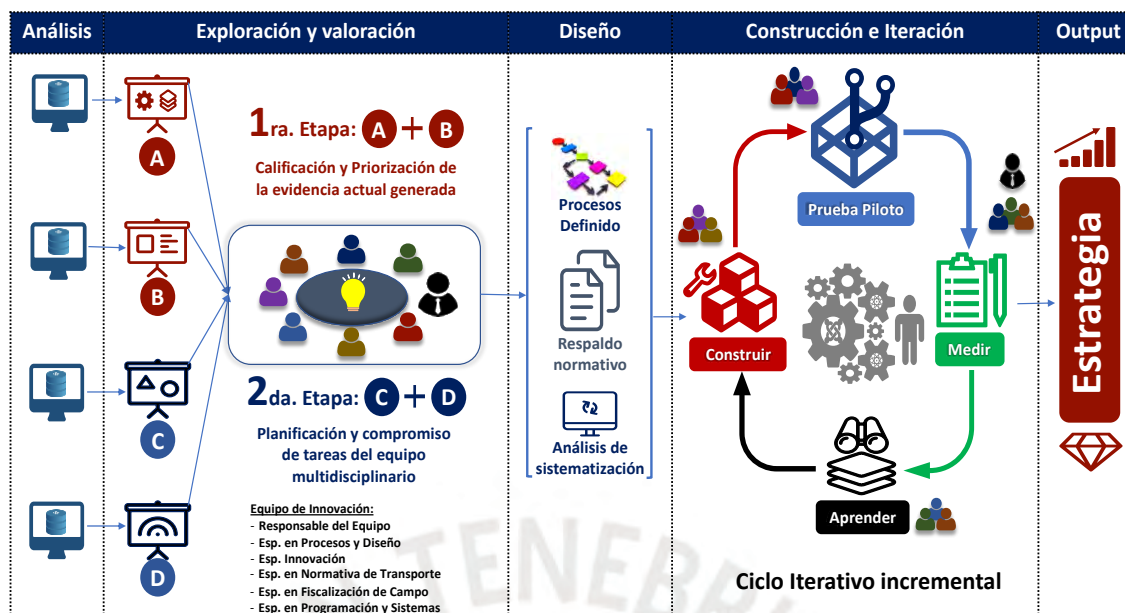 Análisis
Exploración y valoración
Diseño
Construcción e Iteración
Output
A
B
C
D
1ra. Etapa: A + B
Calificación y Priorización de
la evidencia actual generada
2da. Etapa: C + D
Planificación y compromiso
de tareas del equipo
multidisciplinario
Equipo de Innovación:
- Responsable del Equipo
- Esp. en Procesos y Diseño
- Esp. Innovación
- Esp. en Normativa de Transporte
- Esp. en Fiscalización de Campo
- Esp. en Programación y Sistemas
Procesos
Definido
Respaldo
normativo
Análisis de
sistematización
Prueba Piloto
Construir
Medir
Aprender
Ciclo Iterativo incremental
Estrategia
TENEB